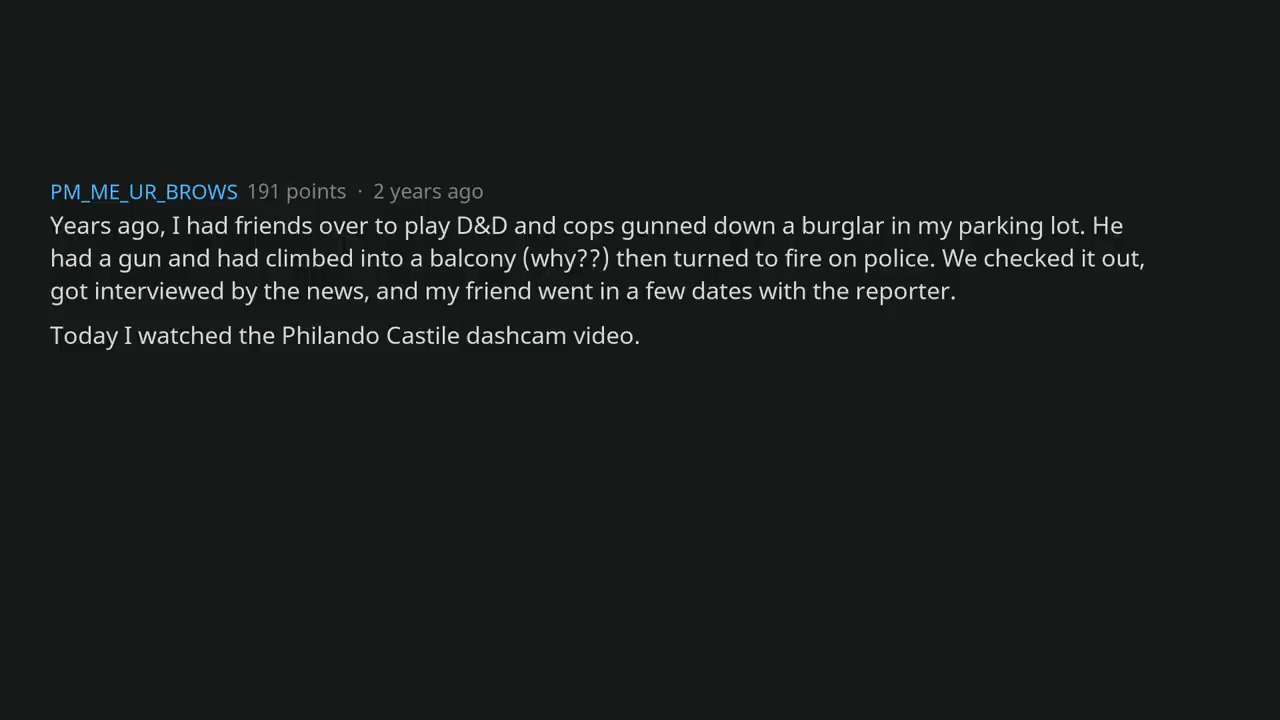 PM_ME_UR_BROWS 191 points · 2 years ago
Years ago, I had friends over to play D&D and cops gunned down a burglar in my parking lot. He
had a gun and had climbed into a balcony (why??) then turned to fire on police. We checked it out,
got interviewed by the news, and my friend went in a few dates with the reporter.
Today I watched the Philando Castile dashcam video.